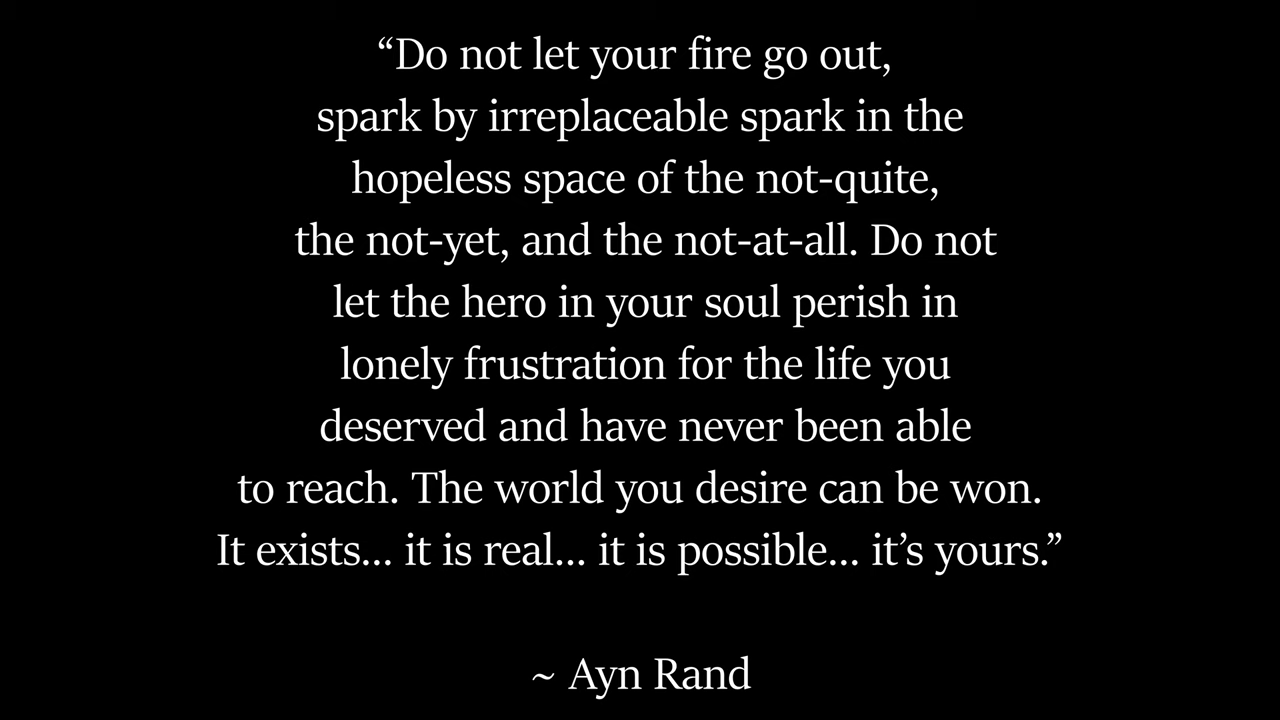 “Do not let your fire go out,
spark by irreplaceable spark in the
hopeless space of the not-quite,
the not-yet, and the not-at-all. Do not
let the hero in your soul perish in
lonely frustration for the life you
deserved and have never been able
to reach. The world you desire can be won.
It exists... it is real... it is possible... it’s yours.”
~ Ayn Rand